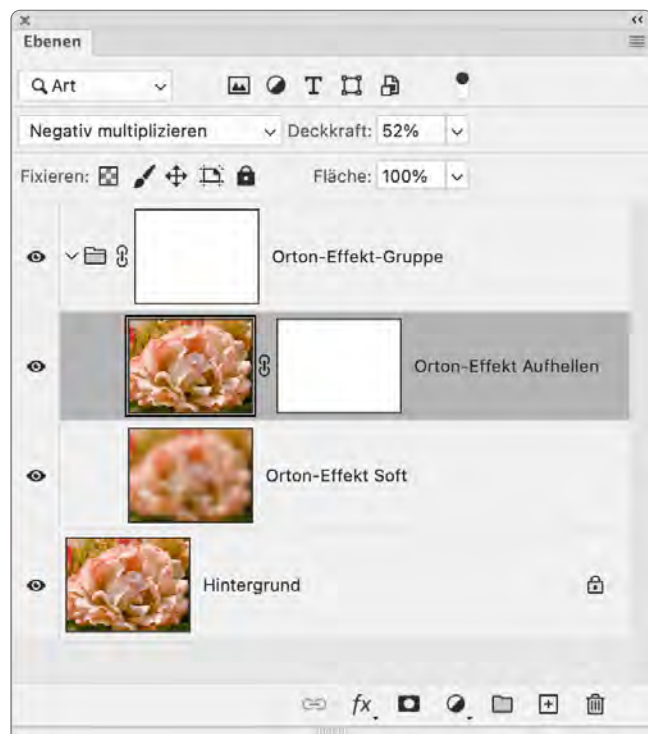 Ebenen
Art
Negativ multiplizieren Deckkraft: 52%
Fixieren: Fläche: 100%
Orton-Effekt-Gruppe
Orton-Effekt Aufhellen
Orton-Effekt Soft
Hintergrund
fx